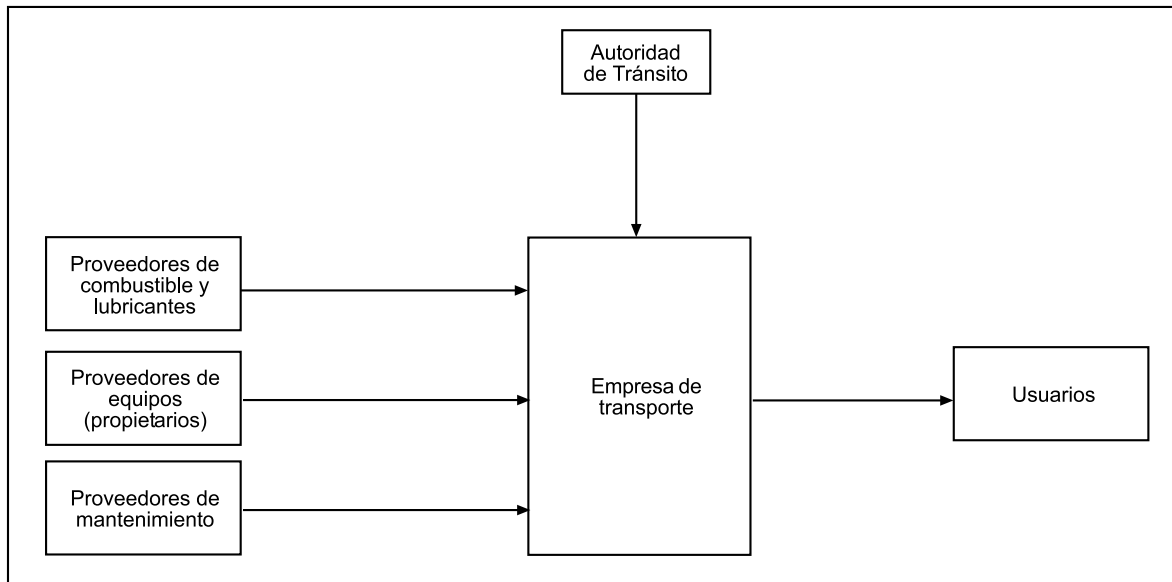 Autoridad
de Tránsito
Proveedores de
combustible y
lubricantes
Proveedores de
equipos
(propietarios)
Proveedores de
mantenimiento
Empresa de
transporte
Usuarios